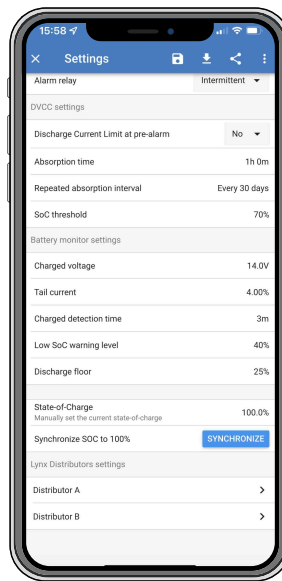 15:58
Settings
Alarm relay Intermittent
DVCC settings
Discharge Current Limit at pre-alarm No
Absorption time 1h 0m
Repeated absorption interval Every 30 days
SoC threshold 70%
Battery monitor settings
Charged voltage 14.0V
Tail current 4.00%
Charged detection time 3m
Low SoC warning level 40%
Discharge floor 25%
State-of-Charge 100.0%
Manually set the current state-of-charge
Synchronize SOC to 100% SYNCHRONIZE
Lynx Distributors settings
Distributor A
Distributor B